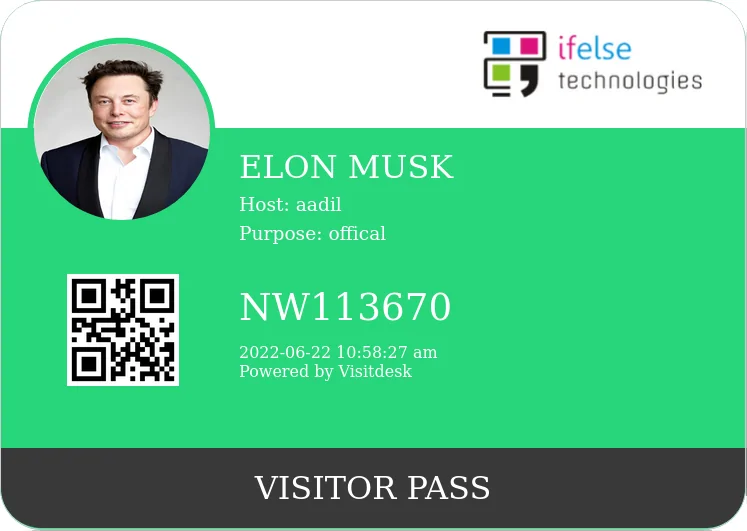 ifelse
technologies
ELON MUSK
Host: aadil
Purpose: offical
NW113670
2022-06-22 10:58:27 am
Powered by Visitdesk
VISITOR PASS